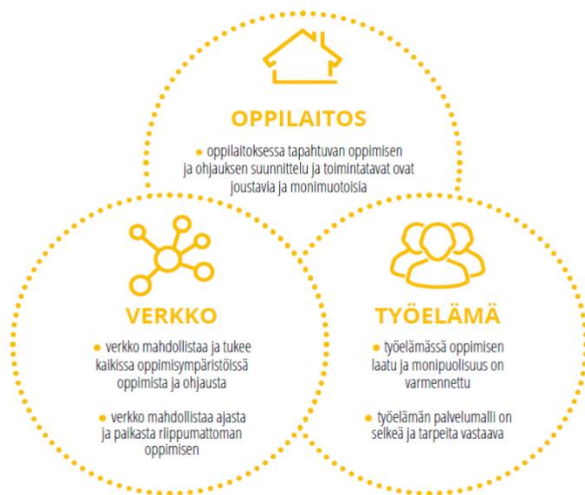 OPPILAITOS
● oppilaitoksessa tapahtuvan oppimisen
ja ohjauksen suunnittelu ja toimintatavat ovat
joustavia ja monimuotoisia
VERKKO
● verkko mahdollistaa ja tukee
kaikissa oppimisympäristöissä
oppimista ja ohjausta
● verkko mahdollistaa ajasta
ja paikasta riippumattoman
oppimisen
TYÖELÄMÄ
● työelämässä oppimisen
laatu ja monipuolisuus on
varmennettu
● työelämän palvelumalli on
selkeä ja tarpeita vastaava